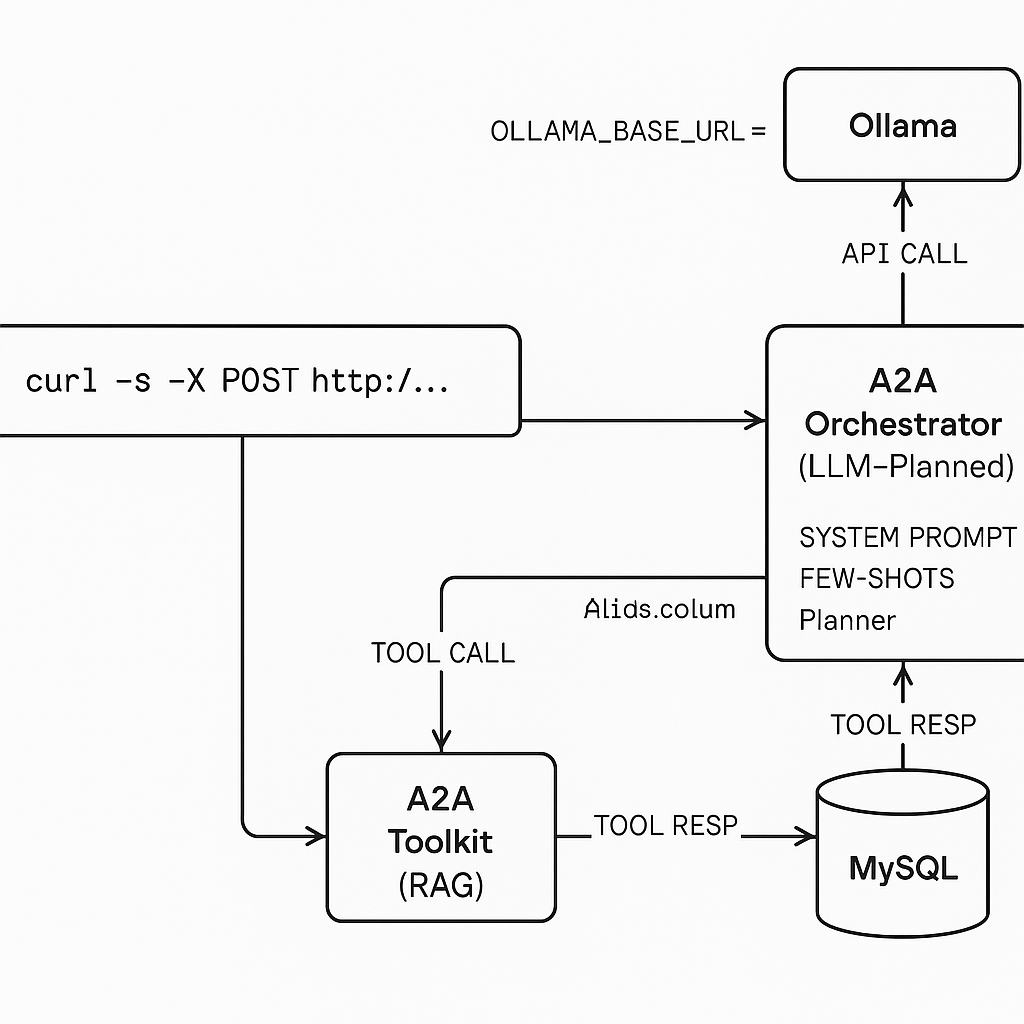 OLLAMA_BASE_URL=
Ollama
API CALL
curl –s –X POST http:/...
A2A
Orchestrator
(LLM–Planned)
SYSTEM PROMPT
FEW-SHOTS
Planner
Alids.colum
TOOL CALL
TOOL RESP
A2A
Toolkit
(RAG)
TOOL RESP
MySQL